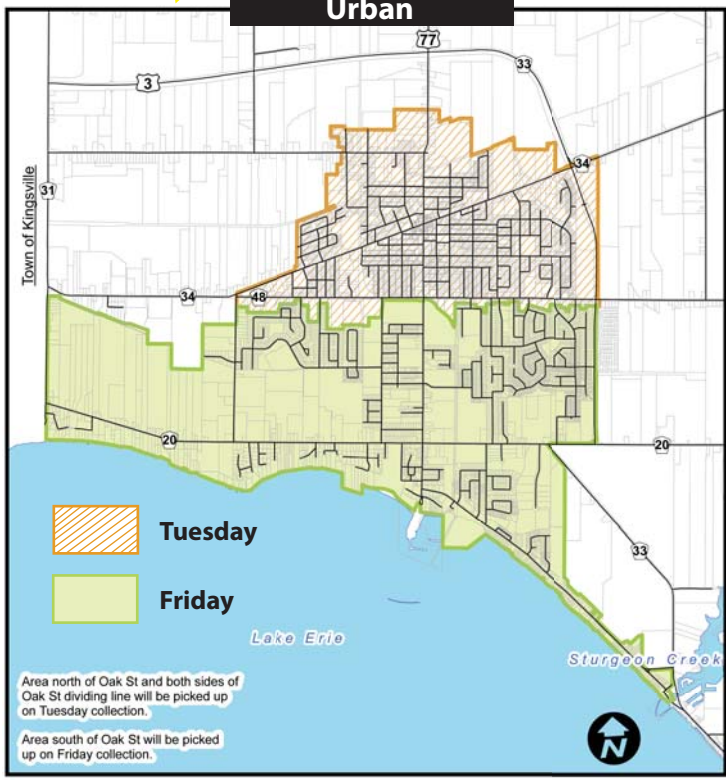 Urban
77
33
3
34
31
Town of Kingsville
34
48
20
20
Tuesday
33
Friday
Lake Erie
Sturgeon Creek
Area north of Oak St and both sides of
Oak St dividing line will be picked up
on Tuesday collection.
Area south of Oak St will be picked
up on Friday collection.
N